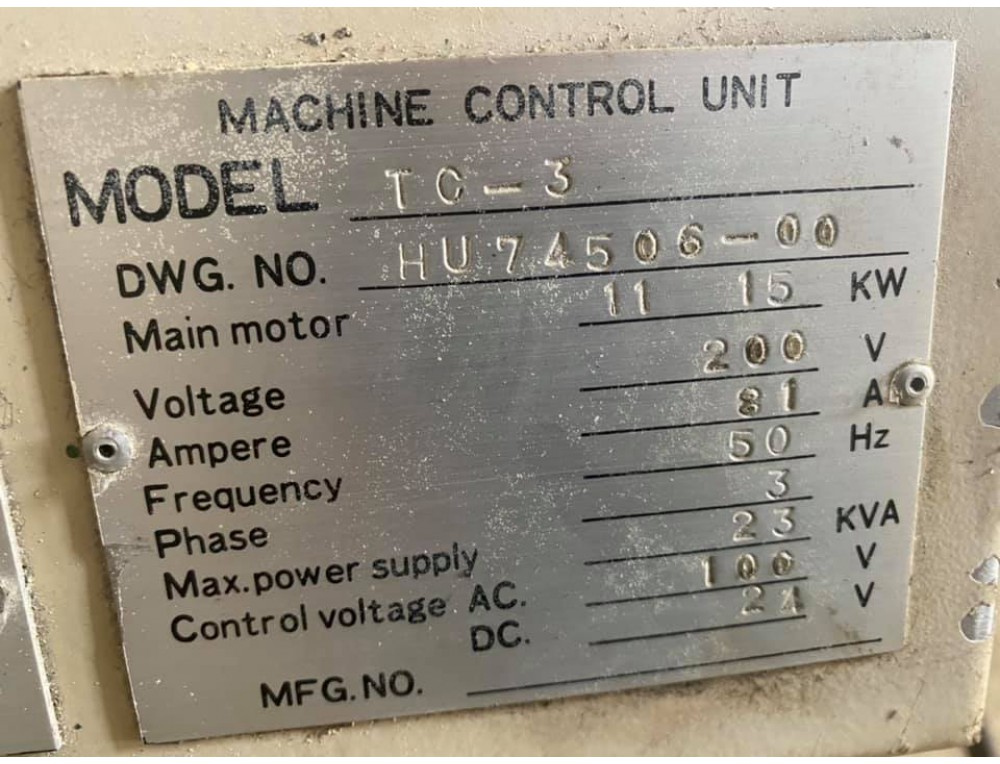 MACHINE CONTROL UNIT
MODEL TC-3
DWG. NO. HU74506-00
Main motor 11 15 KW
Voltage 200 V
Ampere 81 A
Frequency 50 Hz
Phase 3
Max.power supply 23 KVA
Control voltage AC. 100 V
DC. 24 V
MFG.NO.